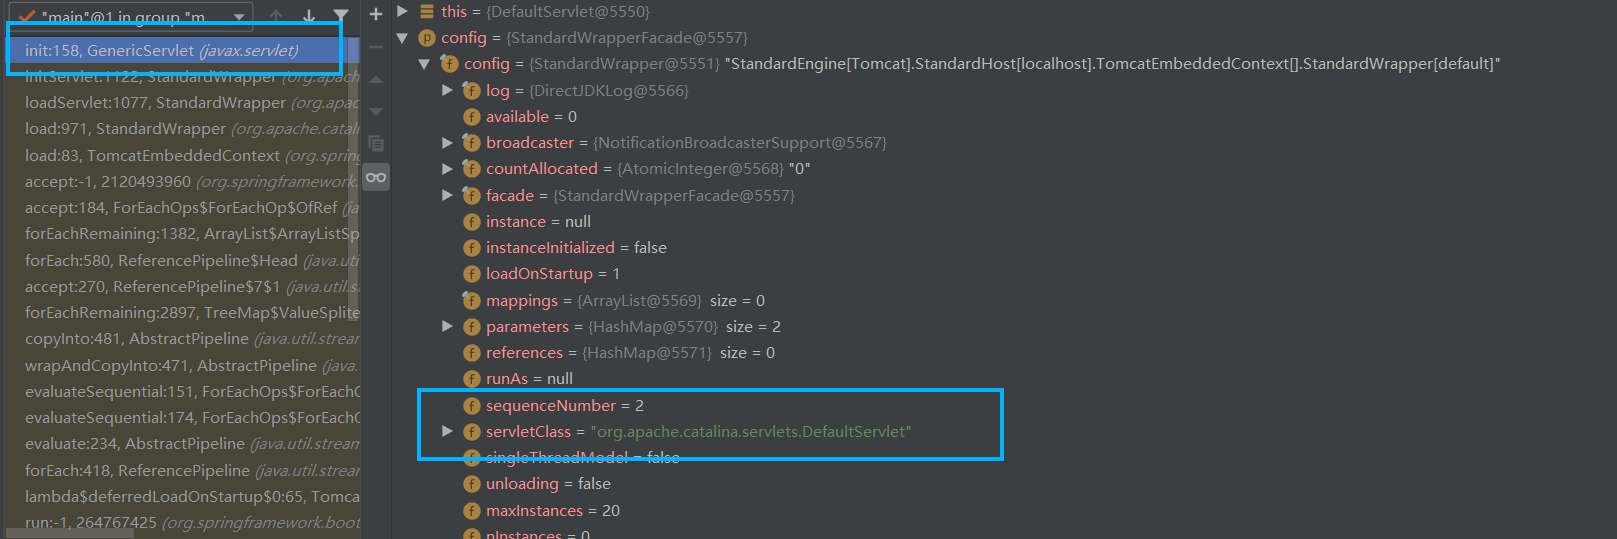 "main"@1 in group "m
init:158, GenericServlet (javax.servlet)
initServlet:1122, StandardWrapper (org.apac
loadServlet:1077, StandardWrapper (org.apac
load:971, StandardWrapper (org.apache.catal
load:83, TomcatEmbeddedContext (org.spring
accept:-1, 2120493960 (org.springframework.
accept:184, ForEachOps$ForEachOp$OfRef (ja
forEachRemaining:1382, ArrayList$ArrayListSp
forEach:580, ReferencePipeline$Head (java.uti
accept:270, ReferencePipeline$7$1 (java.util.st
forEachRemaining:2897, TreeMap$ValueSplite
copyInto:481, AbstractPipeline (java.util.stream
wrapAndCopyInto:471, AbstractPipeline (java.
evaluateSequential:151, ForEachOps$ForEachO
evaluateSequential:174, ForEachOps$ForEachO
evaluate:234, AbstractPipeline (java.util.stream
forEach:418, ReferencePipeline (java.util.stream
lambda$deferredLoadOnStartup$0:65, Tomca
run:-1, 264767425 (org.springframework.boot
this = {DefaultServlet@5550}
config = {StandardWrapperFacade@5557}
config = {StandardWrapper@5551} "StandardEngine[Tomcat].StandardHost[localhost].TomcatEmbeddedContext[].StandardWrapper[default]"
log = {DirectJDKLog@5566}
available = 0
broadcaster = {NotificationBroadcasterSupport@5567}
countAllocated = {AtomicInteger@5568} "0"
facade = {StandardWrapperFacade@5557}
instance = null
instanceInitialized = false
loadOnStartup = 1
mappings = {ArrayList@5569} size = 0
parameters = {HashMap@5570} size = 2
references = {HashMap@5571} size = 0
runAs = null
sequenceNumber = 2
servletClass = "org.apache.catalina.servlets.DefaultServlet"
singleThreadModel = false
unloading = false
maxInstances = 20
nInstances = 0